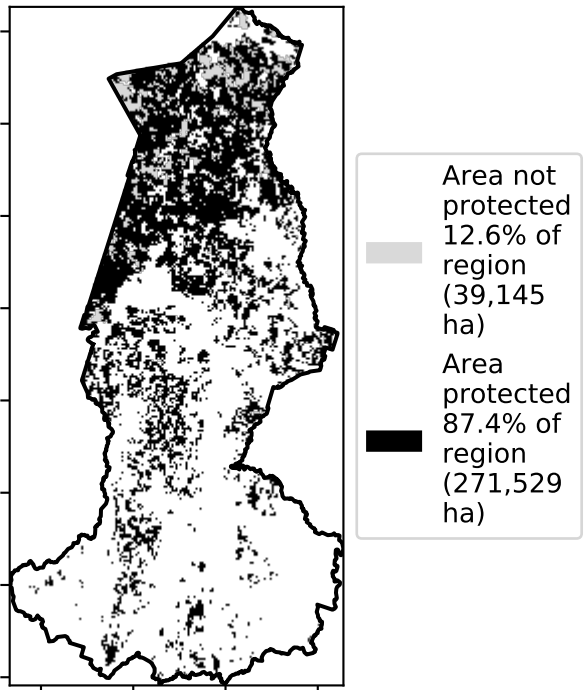 Area not
protected
12.6% of
region
(39,145
ha)
Area
protected
87.4% of
region
(271,529
ha)